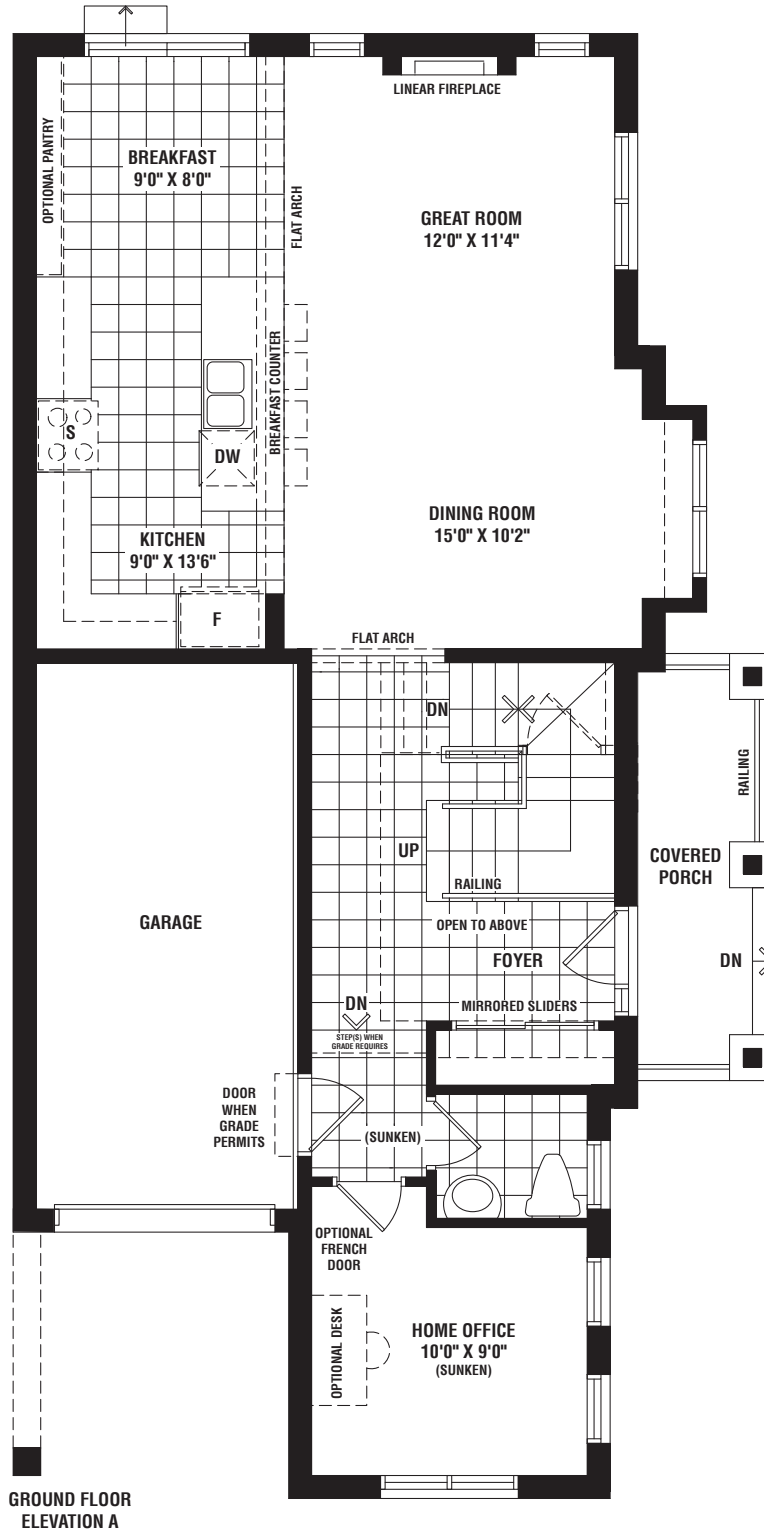 LINEAR FIREPLACE
OPTIONAL PANTRY
BREAKFAST
9'0" X 8'0"
FLAT ARCH
GREAT ROOM
12'0" X 11'4"
BREAKFAST COUNTER
S
DW
DINING ROOM
15'0" X 10'2"
KITCHEN
9'0" X 13'6"
F
FLAT ARCH
DN
RAILING
UP
COVERED
PORCH
RAILING
GARAGE
OPEN TO ABOVE
FOYER
DN
DN
MIRRORED SLIDERS
STEP(S) WHEN
GRADE REQUIRES
DOOR
WHEN
GRADE
PERMITS
(SUNKEN)
OPTIONAL
FRENCH
DOOR
OPTIONAL DESK
HOME OFFICE
10'0" X 9'0"
(SUNKEN)
GROUND FLOOR
ELEVATION A